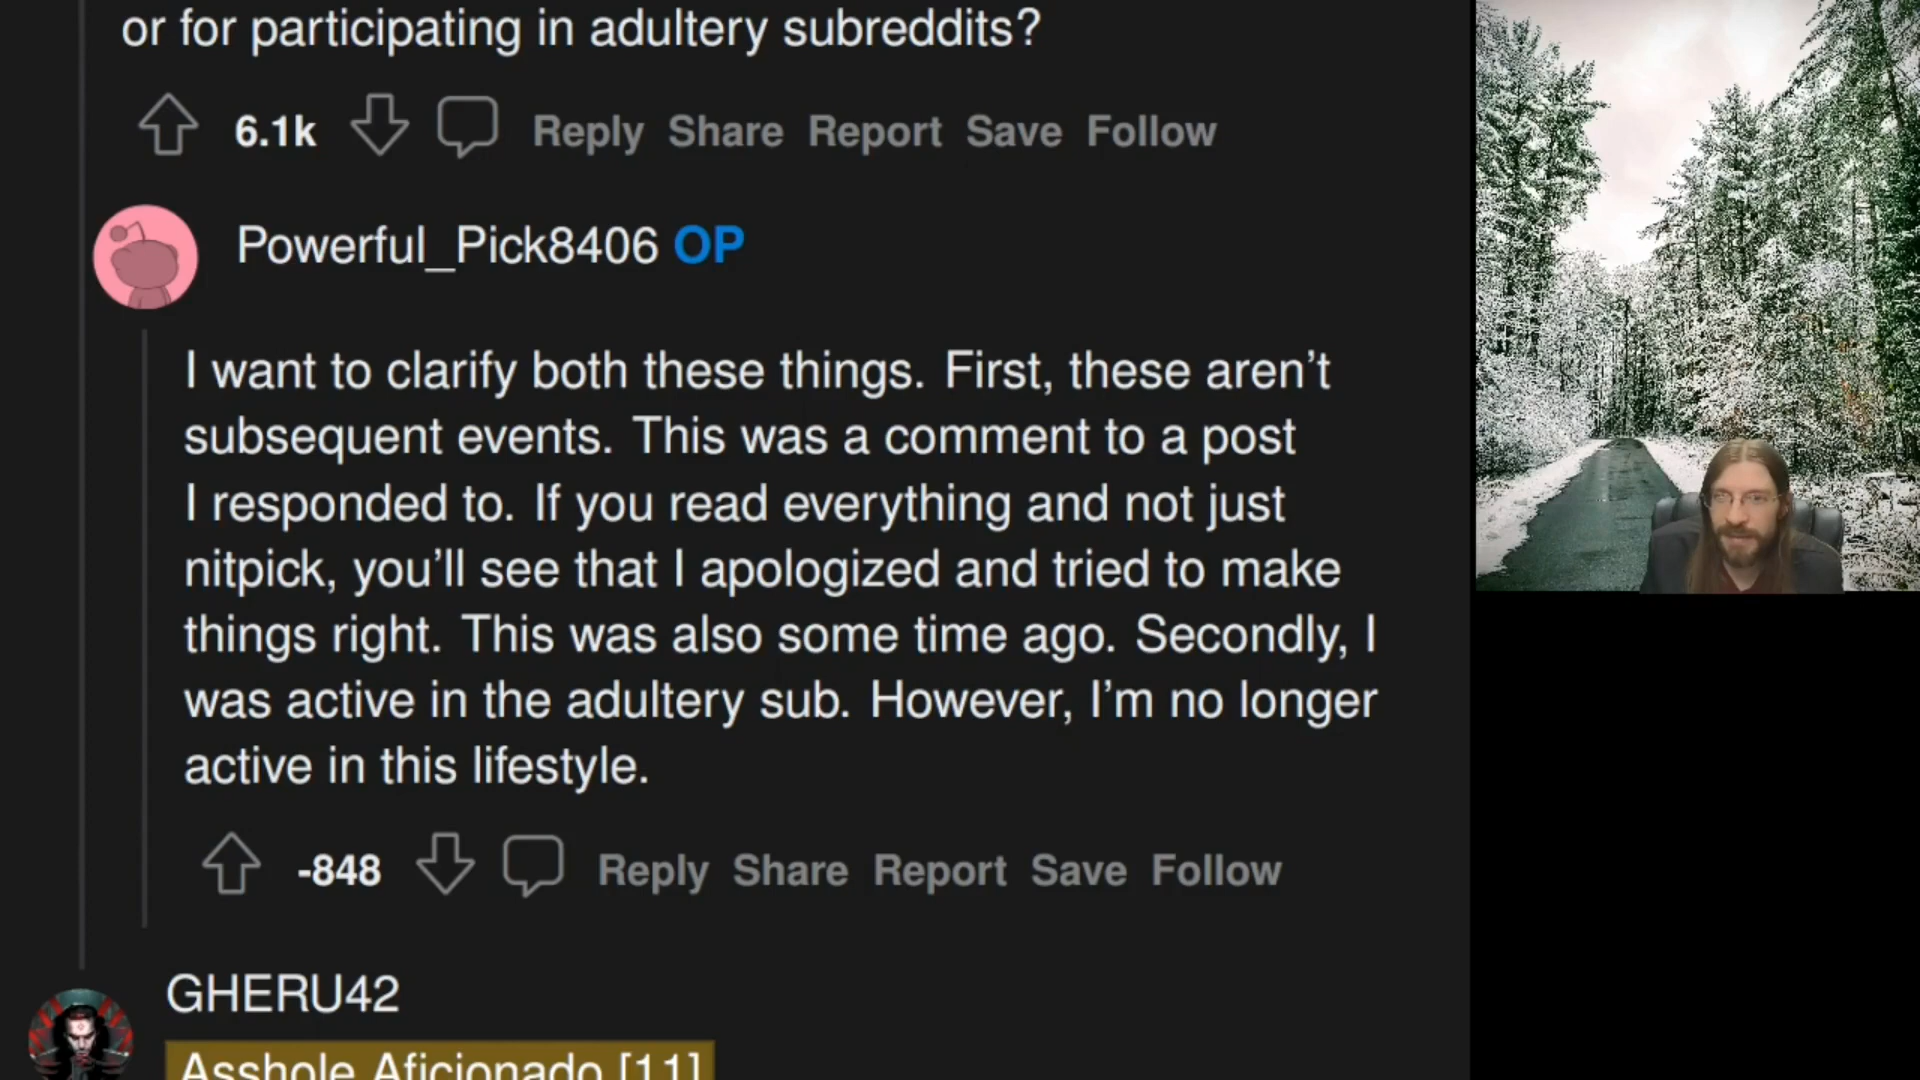 or for participating in adultery subreddits?
6.1k Reply Share Report Save Follow
Powerful_Pick8406 OP
I want to clarify both these things. First, these aren’t
subsequent events. This was a comment to a post
I responded to. If you read everything and not just
nitpick, you’ll see that I apologized and tried to make
things right. This was also some time ago. Secondly, I
was active in the adultery sub. However, I’m no longer
active in this lifestyle.
-848 Reply Share Report Save Follow
GHERU42
Asshole Aficionado [11]